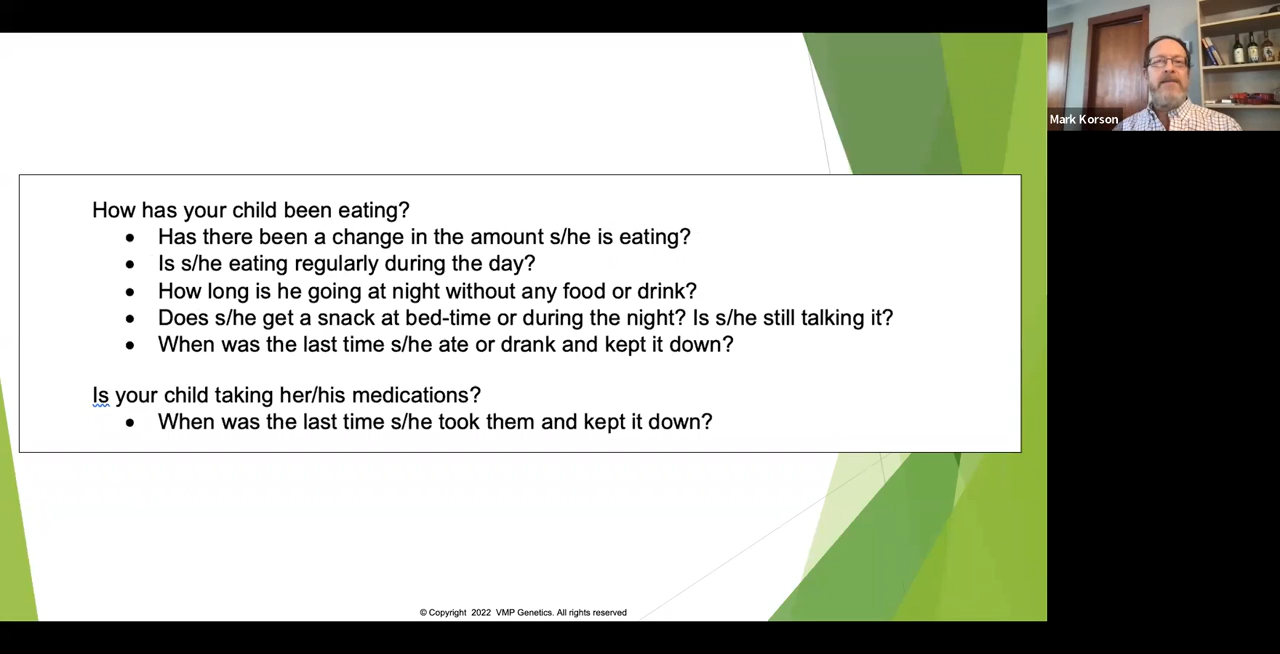 Mark Korson
How has your child been eating?
• Has there been a change in the amount s/he is eating?
• Is s/he eating regularly during the day?
• How long is he going at night without any food or drink?
• Does s/he get a snack at bed-time or during the night? Is s/he still talking it?
• When was the last time s/he ate or drank and kept it down?
Is your child taking her/his medications?
• When was the last time s/he took them and kept it down?
© Copyright 2022 VMP Genetics. All rights reserved